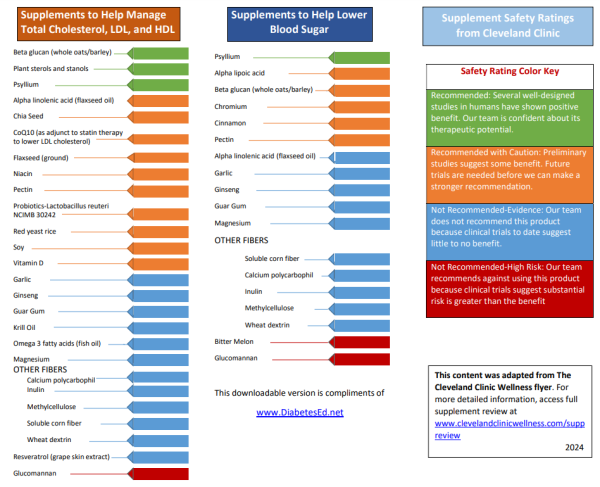 Supplements to Help Manage
Total Cholesterol, LDL, and HDL
Beta glucan (whole oats/barley)
Plant sterols and stanols
Psyllium
Alpha linolenic acid (flaxseed oil)
Chia Seed
CoQ10 (as adjunct to statin therapy
to lower LDL cholesterol)
Flaxseed (ground)
Niacin
Pectin
Probiotics-Lactobacillus reuteri
NCIMB 30242
Red yeast rice
Soy
Vitamin D
Garlic
Ginseng
Guar Gum
Krill Oil
Omega 3 fatty acids (fish oil)
Magnesium
OTHER FIBERS
Calcium polycarbophil
Inulin
Methylcellulose
Soluble corn fiber
Wheat dextrin
Resveratrol (grape skin extract)
Glucomannan
Supplements to Help Lower
Blood Sugar
Psyllium
Alpha lipoic acid
Beta glucan (whole oats/barley)
Chromium
Cinnamon
Pectin
Alpha linolenic acid (flaxseed oil)
Garlic
Ginseng
Guar Gum
Magnesium
OTHER FIBERS
Soluble corn fiber
Calcium polycarbophil
Inulin
Methylcellulose
Wheat dextrin
Bitter Melon
Glucomannan
This downloadable version is compliments of
www.DiabetesEd.net
Supplement Safety Ratings
from Cleveland Clinic
Safety Rating Color Key
Recommended: Several well-designed
studies in humans have shown positive
benefit. Our team is confident about its
therapeutic potential.
Recommended with Caution: Preliminary
studies suggest some benefit. Future
trials are needed before we can make a
stronger recommendation.
Not Recommended-Evidence: Our team
does not recommend this product
because clinical trials to date suggest
little to no benefit.
Not Recommended-High Risk: Our team
recommends against using this product
because clinical trials suggest substantial
risk is greater than the benefit
This content was adapted from The
Cleveland Clinic Wellness flyer. For
more detailed information, access full
supplement review at
www.clevelandclinicwellness.com/supp
review
2024